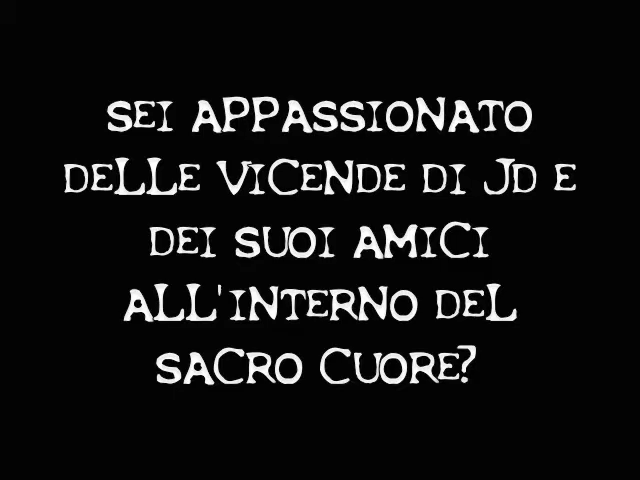 SEI APPASSIONATO
DELLE VICENDE DI JD E
DEI SUOI AMICI
ALL'INTERNO DEL
SACRO CUORE?